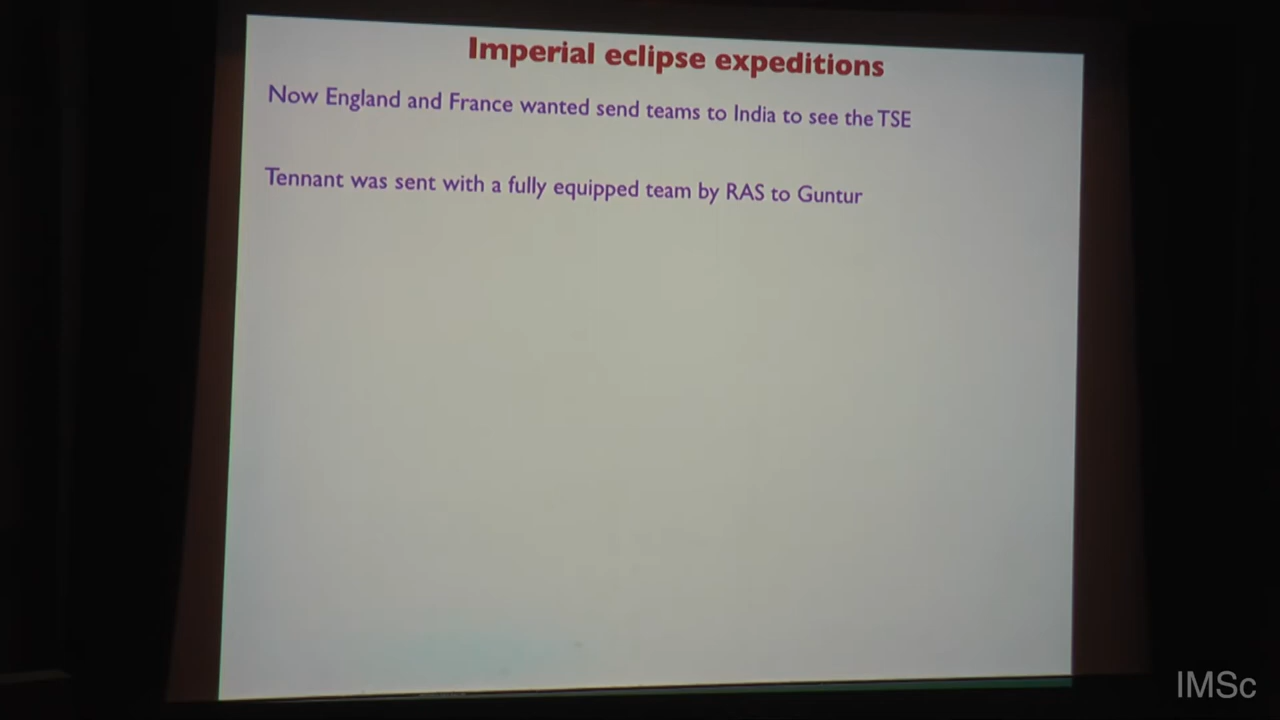 Imperial eclipse expeditions
Now England and France wanted send teams to India to see the TSE
Tennant was sent with a fully equipped team by RAS to Guntur
IMSc